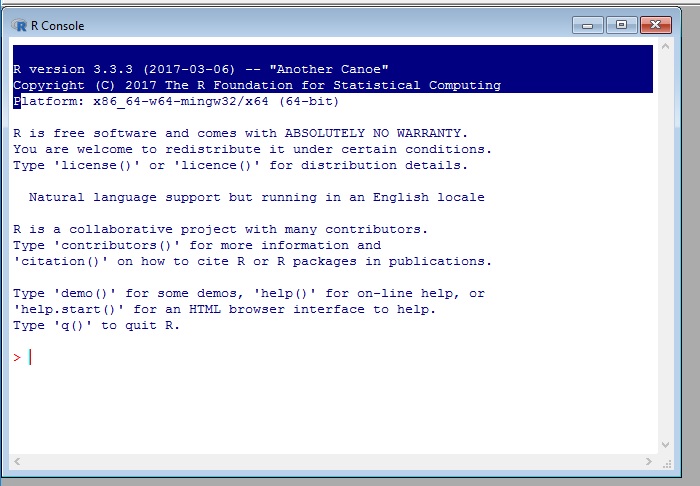 R Console
R version 3.3.3 (2017-03-06) -- "Another Canoe"
Copyright (C) 2017 The R Foundation for Statistical Computing
Platform: x86_64-w64-mingw32/x64 (64-bit)
R is free software and comes with ABSOLUTELY NO WARRANTY.
You are welcome to redistribute it under certain conditions.
Type 'license()' or 'licence()' for distribution details.
Natural language support but running in an English locale
R is a collaborative project with many contributors.
Type 'contributors()' for more information and
'citation()' on how to cite R or R packages in publications.
Type 'demo()' for some demos, 'help()' for on-line help, or
'help.start()' for an HTML browser interface to help.
Type 'q()' to quit R.
>